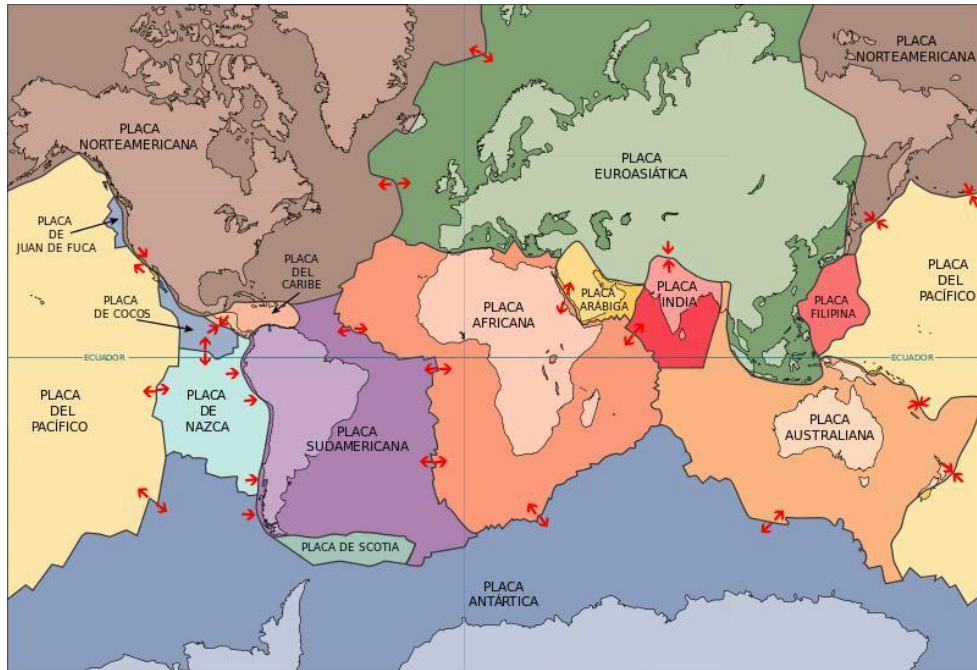 PLACA
NORTEAMERICANA
PLACA
NORTEAMERICANA
PLACA
EUROASIÁTICA
PLACA
DE
JUAN DE FUCA
PLACA
DEL
CARIBE
PLACA
DE COCOS
PLACA
ARÁBIGA
PLACA
INDIA
PLACA
DEL
PACÍFICO
PLACA
FILIPINA
PLACA
AFRICANA
ECUADOR
ECUADOR
PLACA
DEL
PACÍFICO
PLACA
DE
NAZCA
PLACA
SUDAMERICANA
PLACA
AUSTRALIANA
PLACA DE SCOTIA
PLACA
ANTÁRTICA